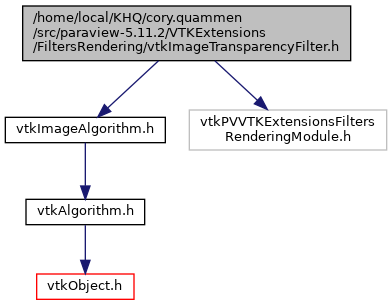 /home/local/KHQ/cory.quammen
/src/paraview-5.11.2/VTKExtensions
/FiltersRendering/vtkImageTransparencyFilter.h
vtkImageAlgorithm.h
vtkPVVTKExtensionsFilters
RenderingModule.h
vtkAlgorithm.h
vtkObject.h